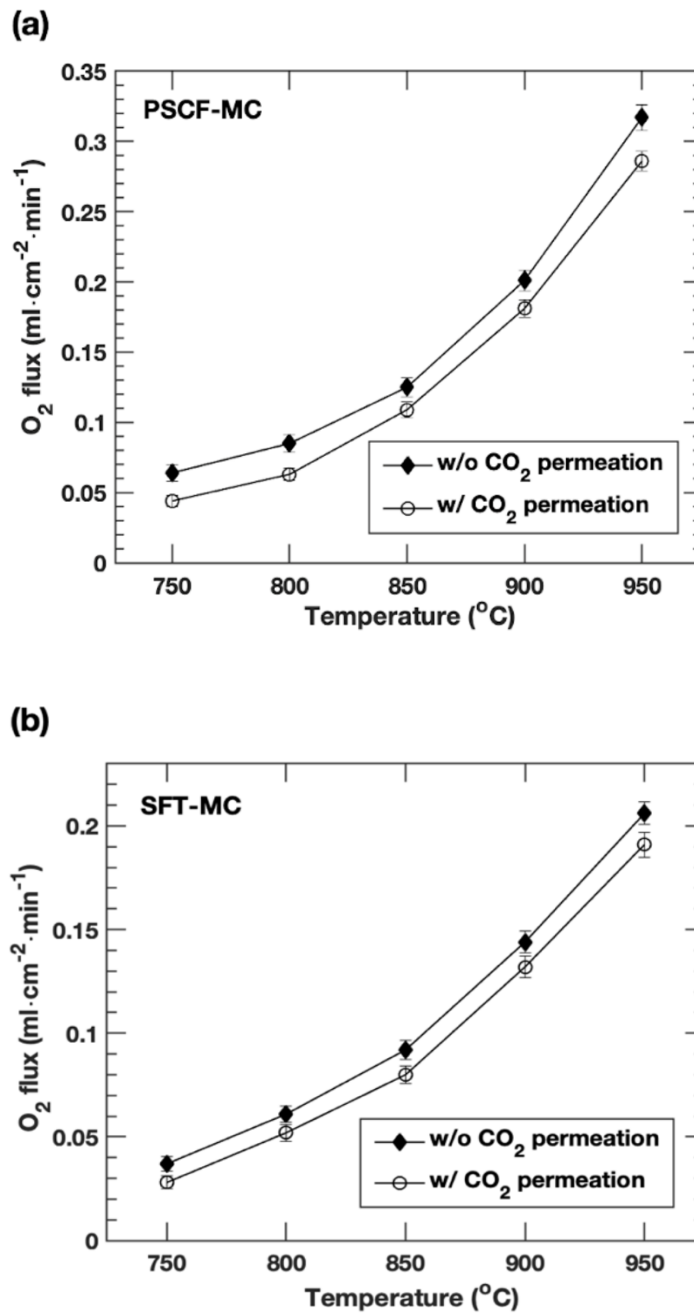 (a)
PSCF-MC
0.35
0.3
0.25
0.2
0.15
0.1
0.05
0
O₂ flux (ml·cm⁻²·min⁻¹)
w/o CO₂ permeation
w/ CO₂ permeation
750 800 850 900 950
Temperature (°C)
(b)
SFT-MC
0.2
0.15
0.1
0.05
0
O₂ flux (ml·cm⁻²·min⁻¹)
w/o CO₂ permeation
w/ CO₂ permeation
750 800 850 900 950
Temperature (°C)